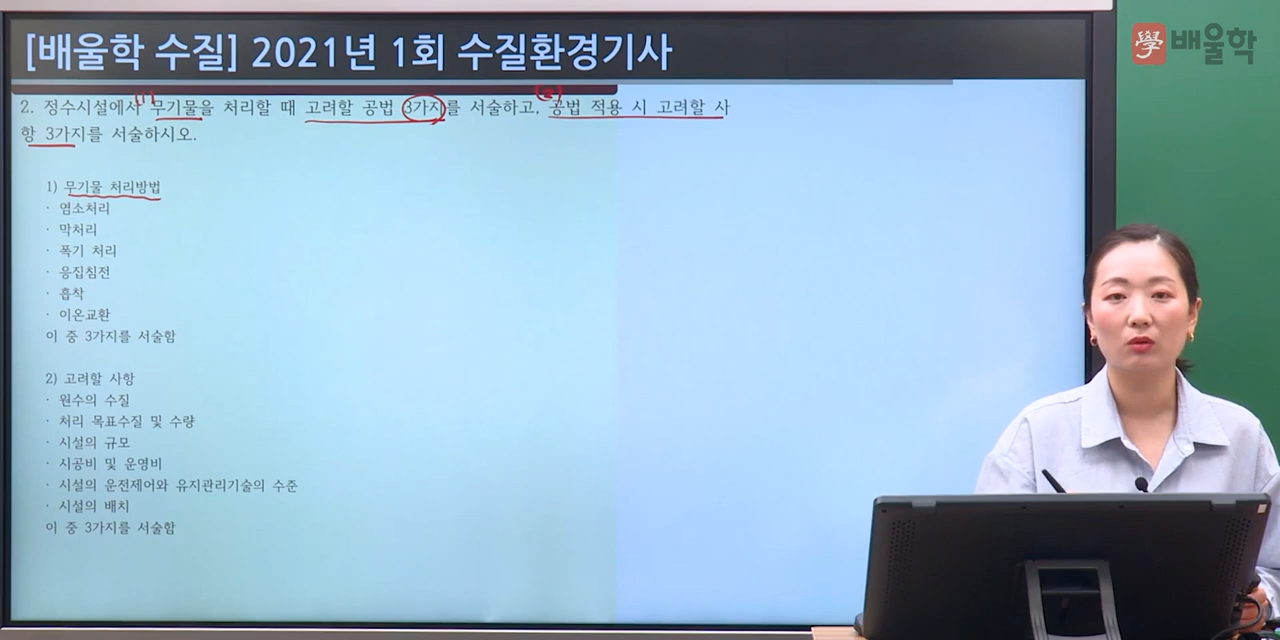 [배울학 수질] 2021년 1회 수질환경기사
學 배울학
2. 정수시설에서 무기물을 처리할 때 고려할 공법 3가지를 서술하고, 공법 적용 시 고려할 사
항 3가지를 서술하시오.
(1)
(2)
1) 무기물 처리방법
· 염소처리
· 막처리
· 폭기 처리
· 응집침전
· 흡착
· 이온교환
이 중 3가지를 서술함
2) 고려할 사항
· 원수의 수질
· 처리 목표수질 및 수량
· 시설의 규모
· 시공비 및 운영비
· 시설의 운전제어와 유지관리기술의 수준
· 시설의 배치
이 중 3가지를 서술함